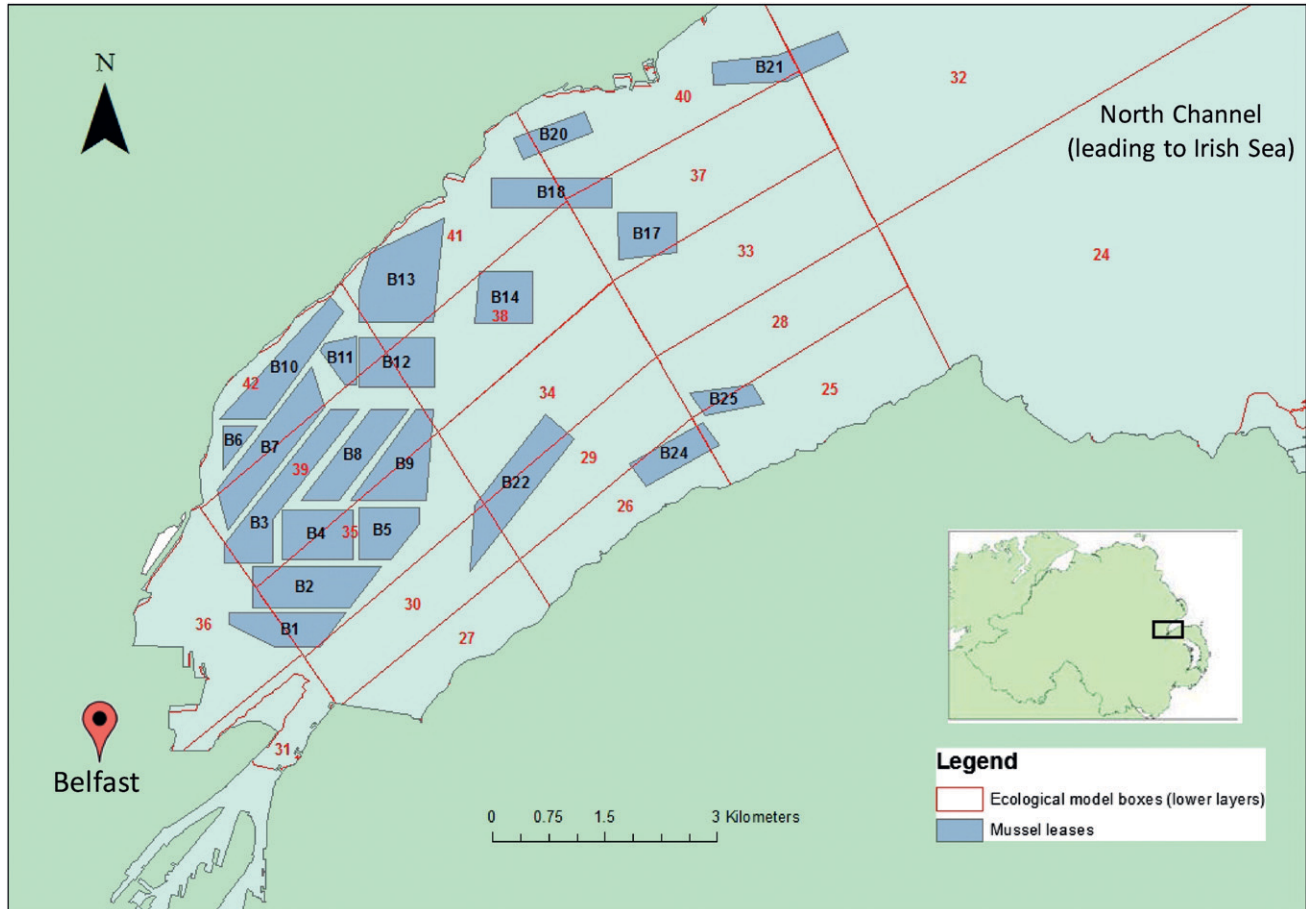 N
B21
32
40
North Channel
(leading to Irish Sea)
B20
37
B18
B17
41
33
24
B13
B14
38
28
B11
B12
B10
42
34
25
B25
B6
B7
B8
B9
39
29
B24
B22
26
B3
B4
35
B5
B2
30
36
B1
27
31
Belfast
Legend
Ecological model boxes (lower layers)
Mussel leases
0 0.75 1.5 3 Kilometers